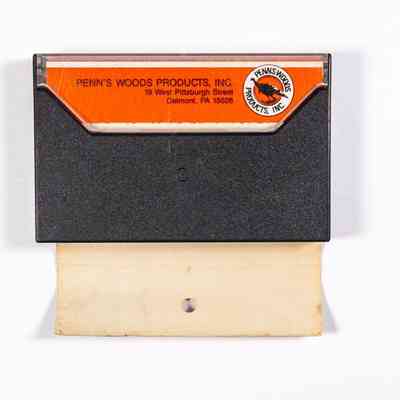 PENN'S WOODS PRODUCTS, INC.
19 West Pittsburgh Street
Delmont, PA 15626
PENN'S WOODS
PRODUCTS, INC.